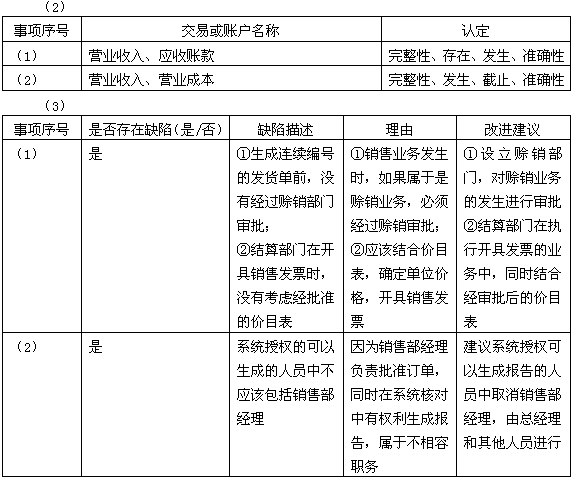 （2）
事项序号 交易或账户名称 认定
（1） 营业收入、应收账款 完整性、存在、发生、准确性
（2） 营业收入、营业成本 完整性、发生、截止、准确性
（3）
事项序号 是否存在缺陷(是/否) 缺陷描述 理由 改进建议
（1） 是 ①生成连续编号 ①销售业务发生 ①设立赊销部
的发货单前，没 时，如果属于是 门，对赊销业务
有经过赊销部门 赊销业务，必须 的发生进行审批
审批； 经过赊销审批； ②结算部门在执
②结算部门在开 ②应该结合价目 行开具发票的业
具销售发票时， 表，确定单位价 务中，同时结合
没有考虑经批准 格，开具销售发 经审批后的价目
的价目表 票 表
（2） 是 系统授权的可以 因为销售部经理 建议系统授权可
生成的人员中不 负责批准订单， 以生成报告的人
应该包括销售部 同时在系统核对 员中取消销售部
经理 中有权利生成报 经理，由总经理
告，属于不相容 和其他人员进行
职务